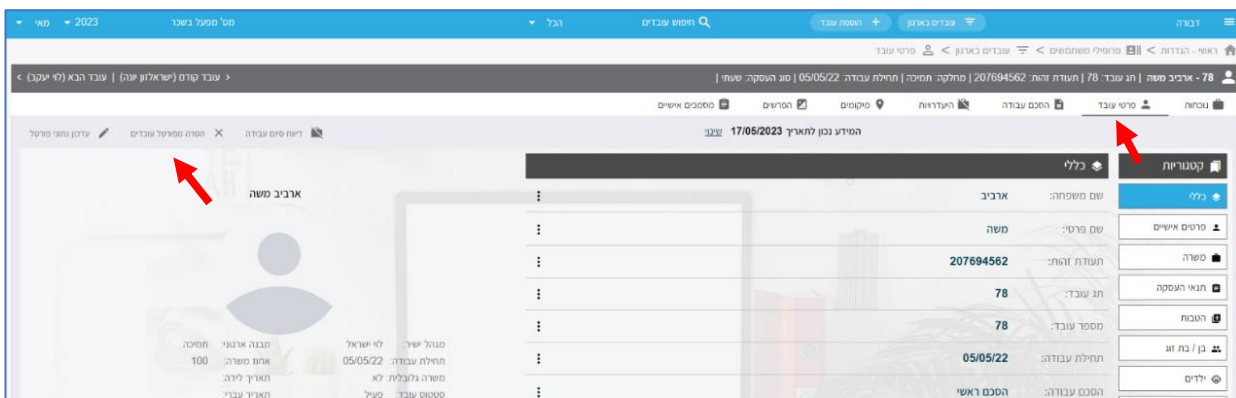 דבורה עובדים בארגון הוספת עובד חיפוש עובדים הכל מס' מפעל בשכר 2023 מאי
ראשי - הגדרות > פרופילי משתמשים > עובדים בארגון > פרטי עובד
78 - ארביב משה | תג עובד: 78 | תעודת זהות: 207694562 | מחלקה: תמיכה | תחילת עבודה: 05/05/22 | סוג העסקה: שעתי | < עובד קודם (ישראלזון יונה) | עובד הבא (לוי יעקב) >
נוכחות פרטי עובד הסכם עבודה היעדרויות מיקומים הפרשים מסמכים אישיים
המידע נכון לתאריך 17/05/2023 שינוי דיווח סיום עבודה הסרה מפורטל עובדים עדכון נתוני פורטל
קטגוריות
כללי
פרטים אישיים
משרה
תנאי העסקה
הטבות
בן / בת זוג
ילדים
כללי
שם משפחה: ארביב
שם פרטי: משה
תעודת זהות: 207694562
תג עובד: 78
מספר עובד: 78
תחילת עבודה: 05/05/22
הסכם עבודה: הסכם ראשי
ארביב משה
מנהל ישיר: לוי ישראל מבנה ארגוני: תמיכה
תחילת עבודה: 05/05/22 אחוז משרה: 100
משרה גלובלית: לא תאריך לידה:
סטטוס עובד: פעיל תאריך עברי: